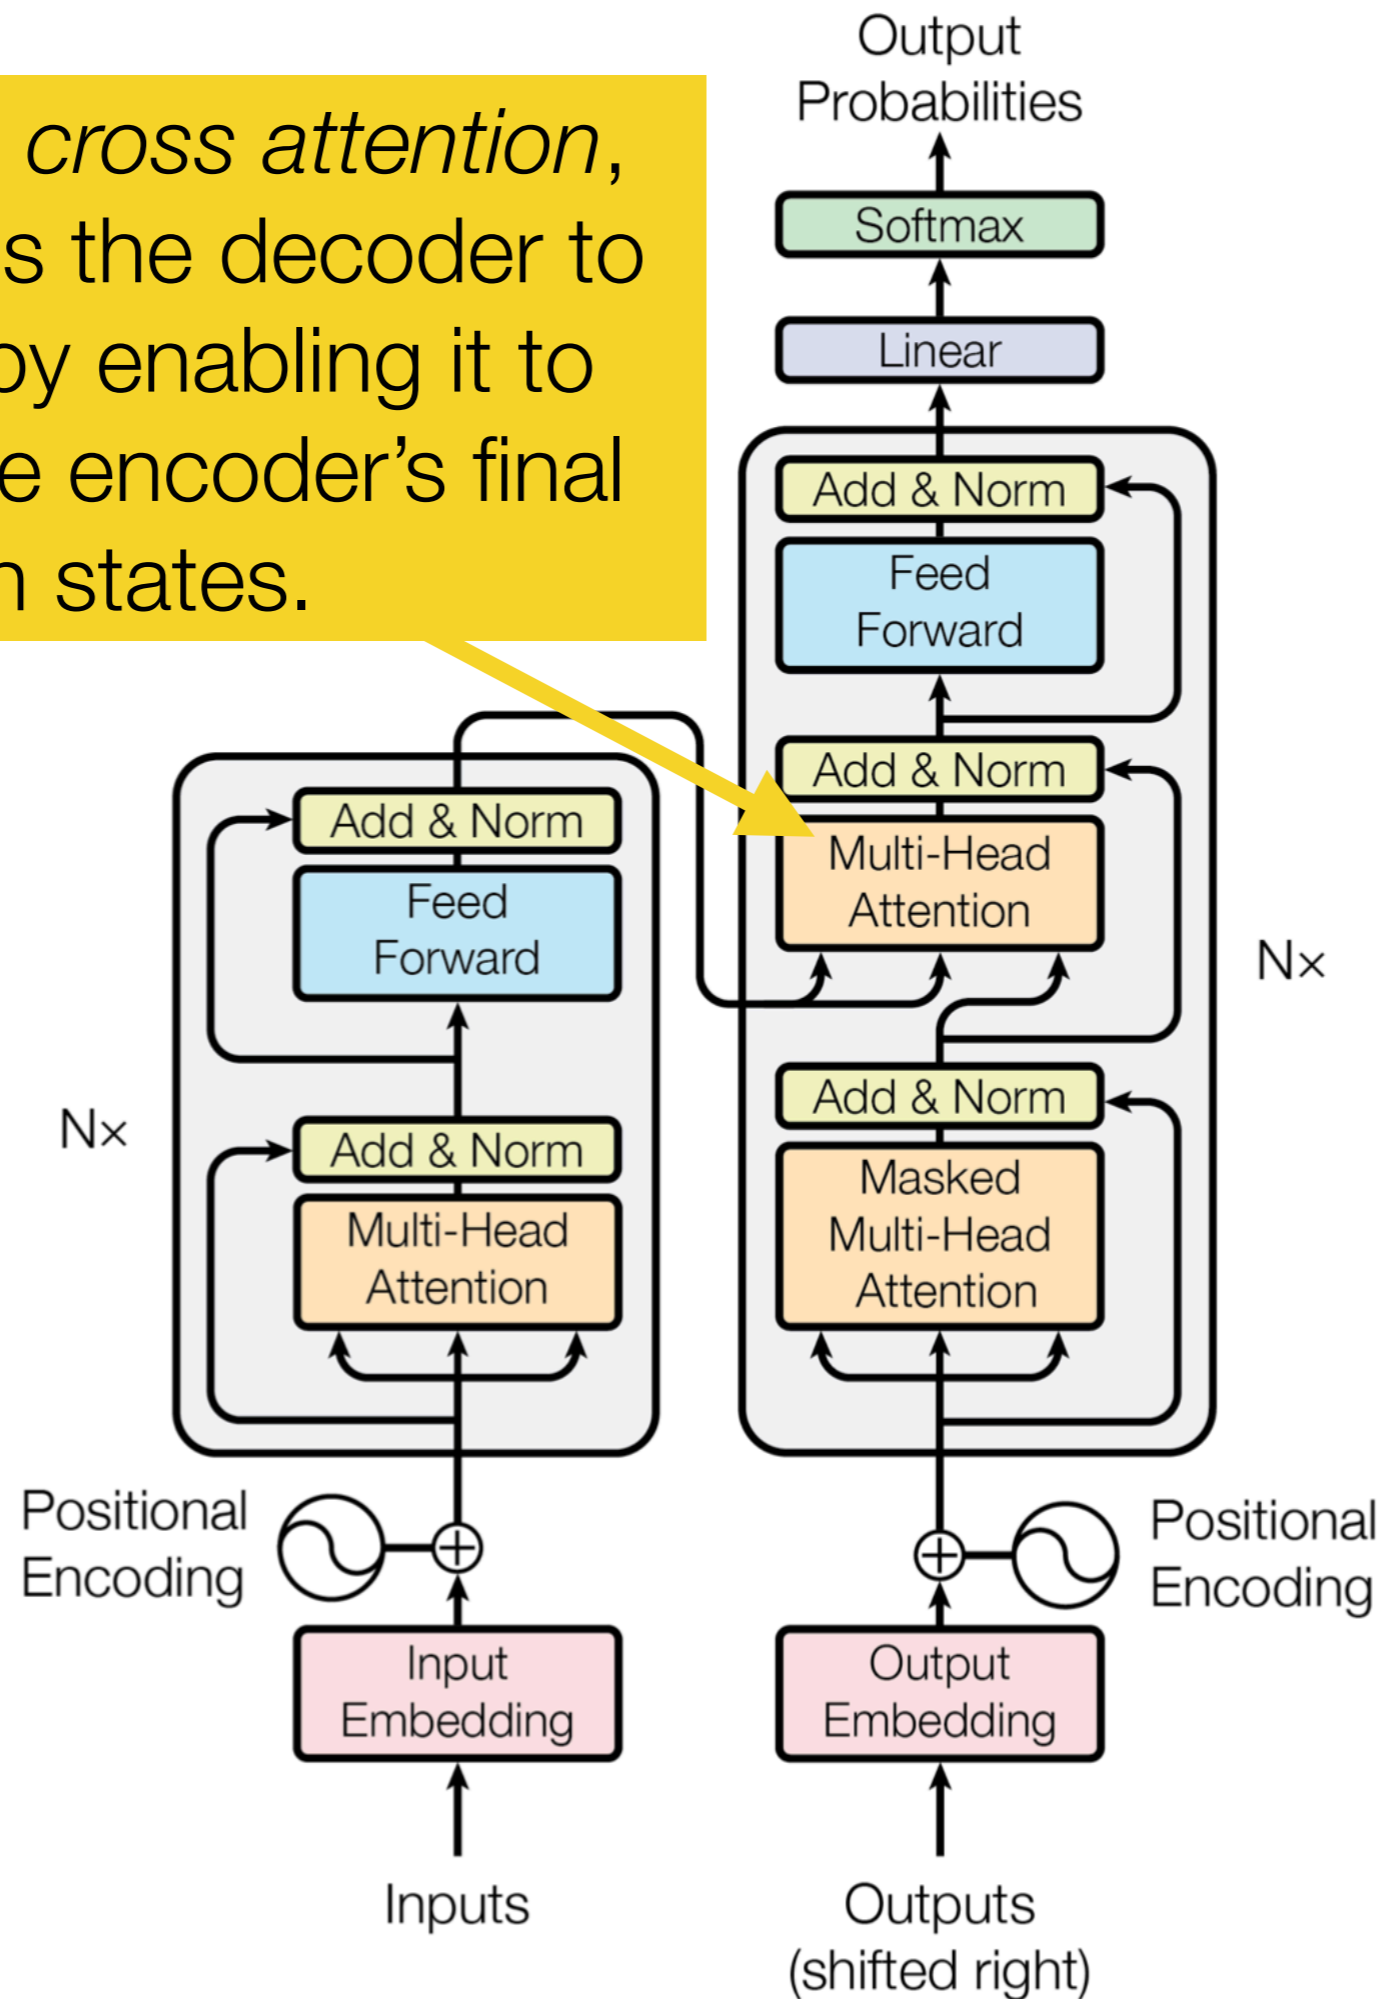 cross attention,
s the decoder to
by enabling it to
e encoder's final
n states.
Output
Probabilities
Softmax
Linear
Add & Norm
Feed
Forward
Add & Norm
Multi-Head
Attention
Nx
Add & Norm
Masked
Multi-Head
Attention
Add & Norm
Feed
Forward
Nx
Add & Norm
Multi-Head
Attention
Positional
Encoding
Positional
Encoding
Input
Embedding
Output
Embedding
Inputs
Outputs
(shifted right)